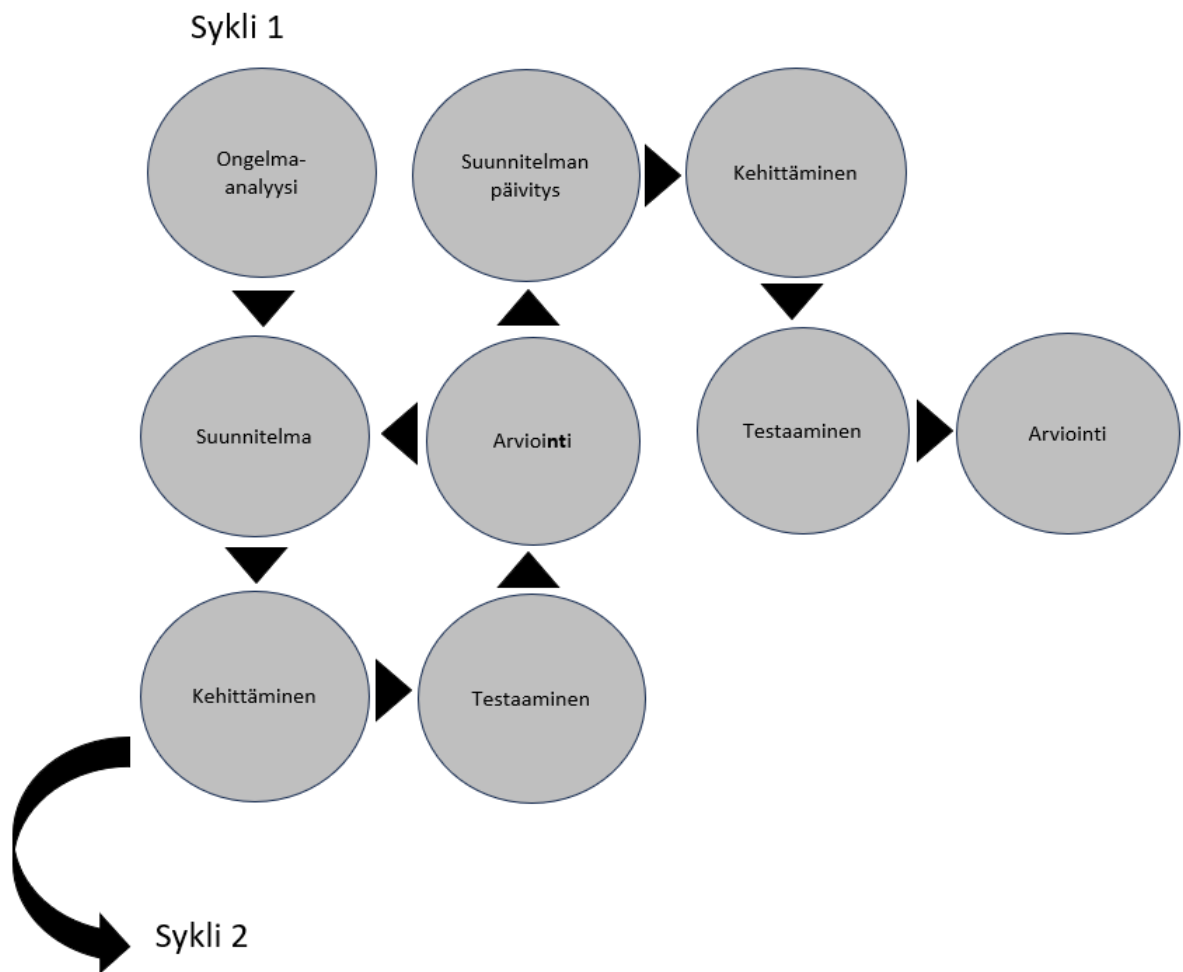 Sykli 1
Ongelma-
analyysi
Suunnitelman
päivitys
Kehittäminen
Suunnitelma
Arviointi
Testaaminen
Arviointi
Kehittäminen
Testaaminen
Sykli 2